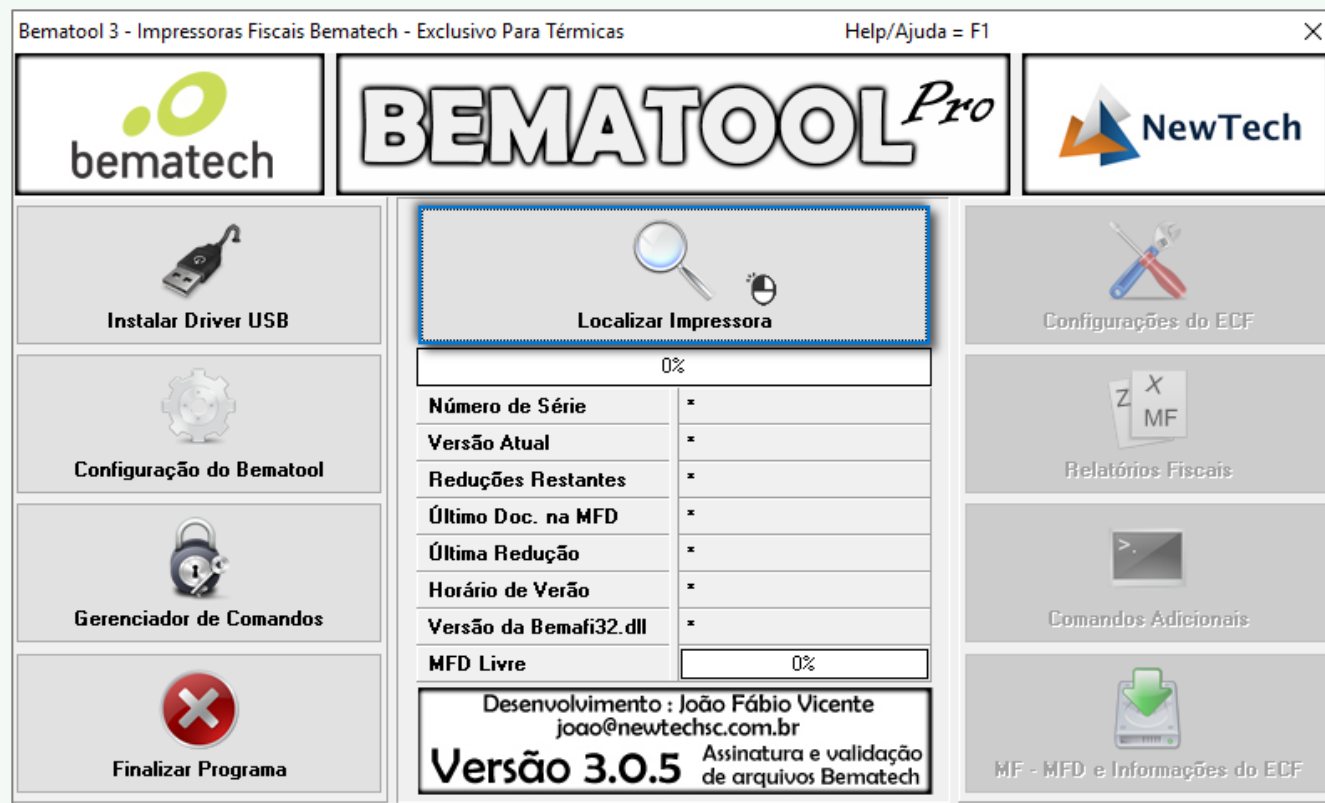 Bematool 3 - Impressoras Fiscais Bematech - Exclusivo Para Térmicas
Help/Ajuda = F1
bematech
BEMATOOL Pro
NewTech
Instalar Driver USB
Localizar Impressora
Configurações do ECF
0%
Número de Série *
Versão Atual *
Reduções Restantes *
Último Doc. na MFD *
Última Redução *
Horário de Verão *
Versão da Bemafi32.dll *
MFD Livre 0%
Configuração do Bematool
Z X MF
Relatórios Fiscais
Gerenciador de Comandos
>.
Comandos Adicionais
Finalizar Programa
Desenvolvimento : João Fábio Vicente
joao@newtechsc.com.br
Versão 3.0.5
Assinatura e validação
de arquivos Bematech
MF - MFD e Informações do ECF